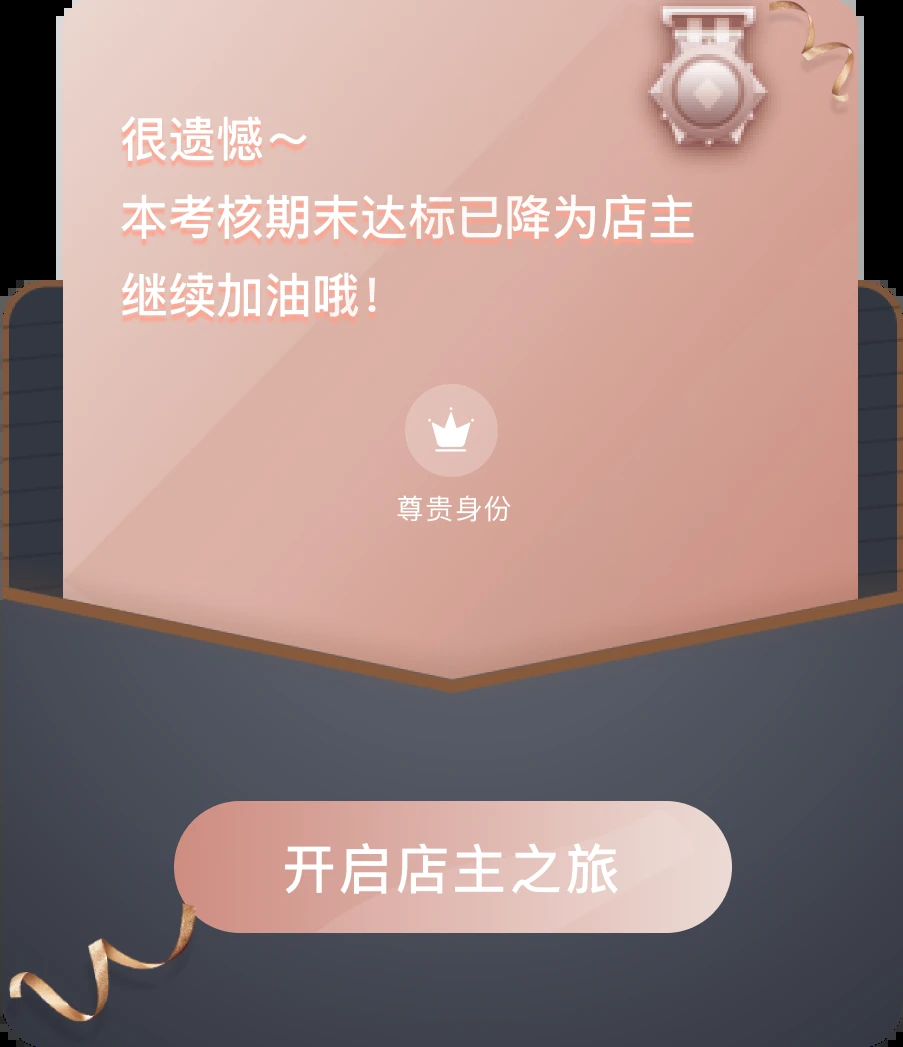 很遗憾～
本考核期末达标已降为店主
继续加油哦！
尊贵身份
开启店主之旅